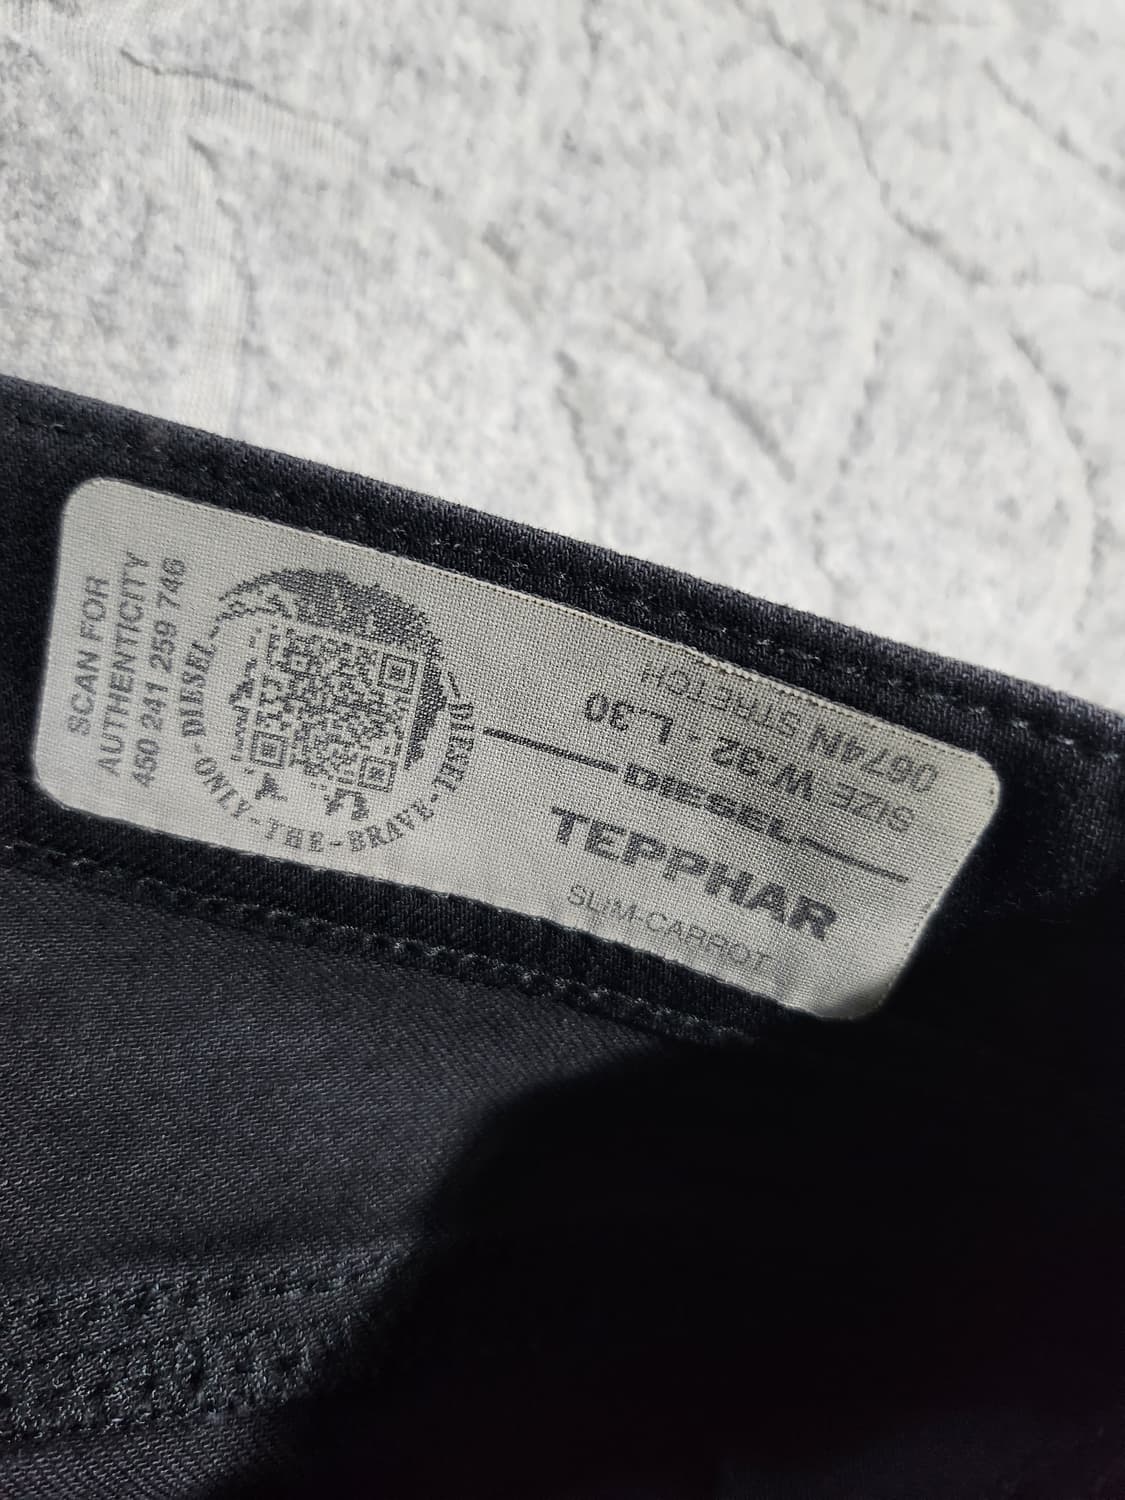 SCAN FOR
AUTHENTICITY
450 241 259 746
DIESEL-ONLY-THE-BRAVE-DIESEL
0674N STRETCH
SIZE W.32 - L.30
DIESEL
TEPPHAR
SLIM-CARROT